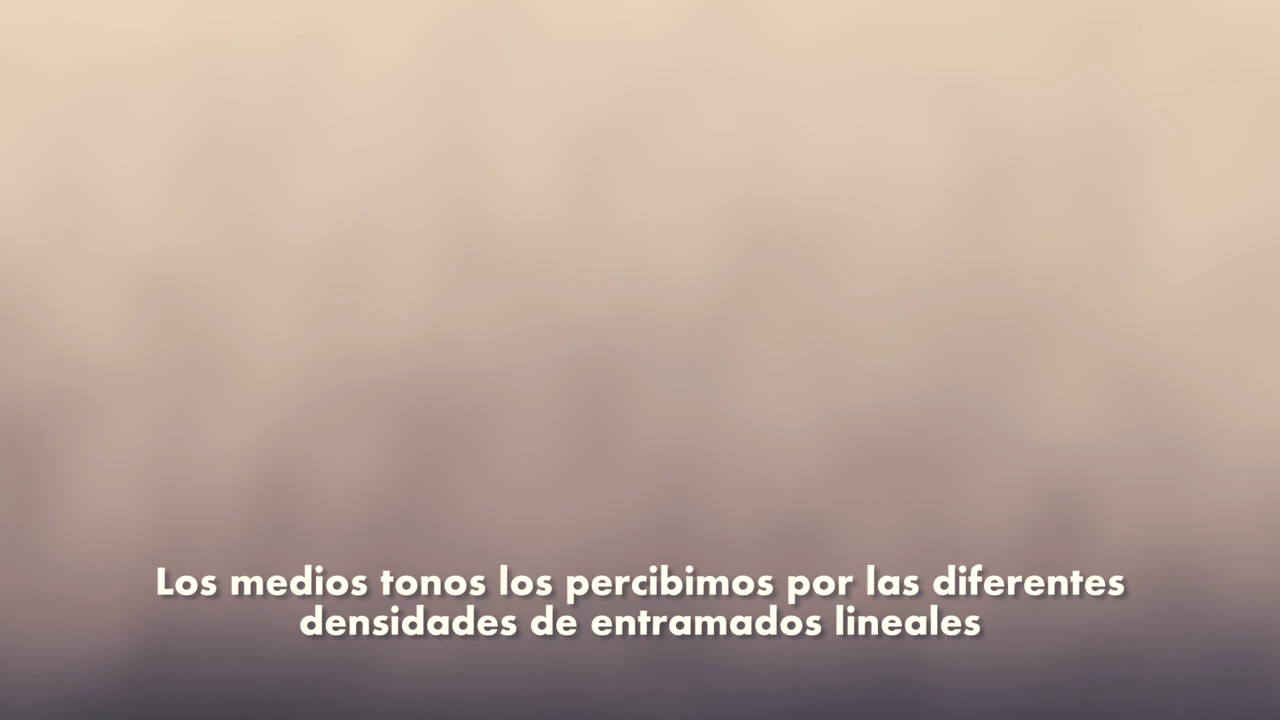 Los medios tonos los percibimos por las diferentes
densidades de entramados lineales